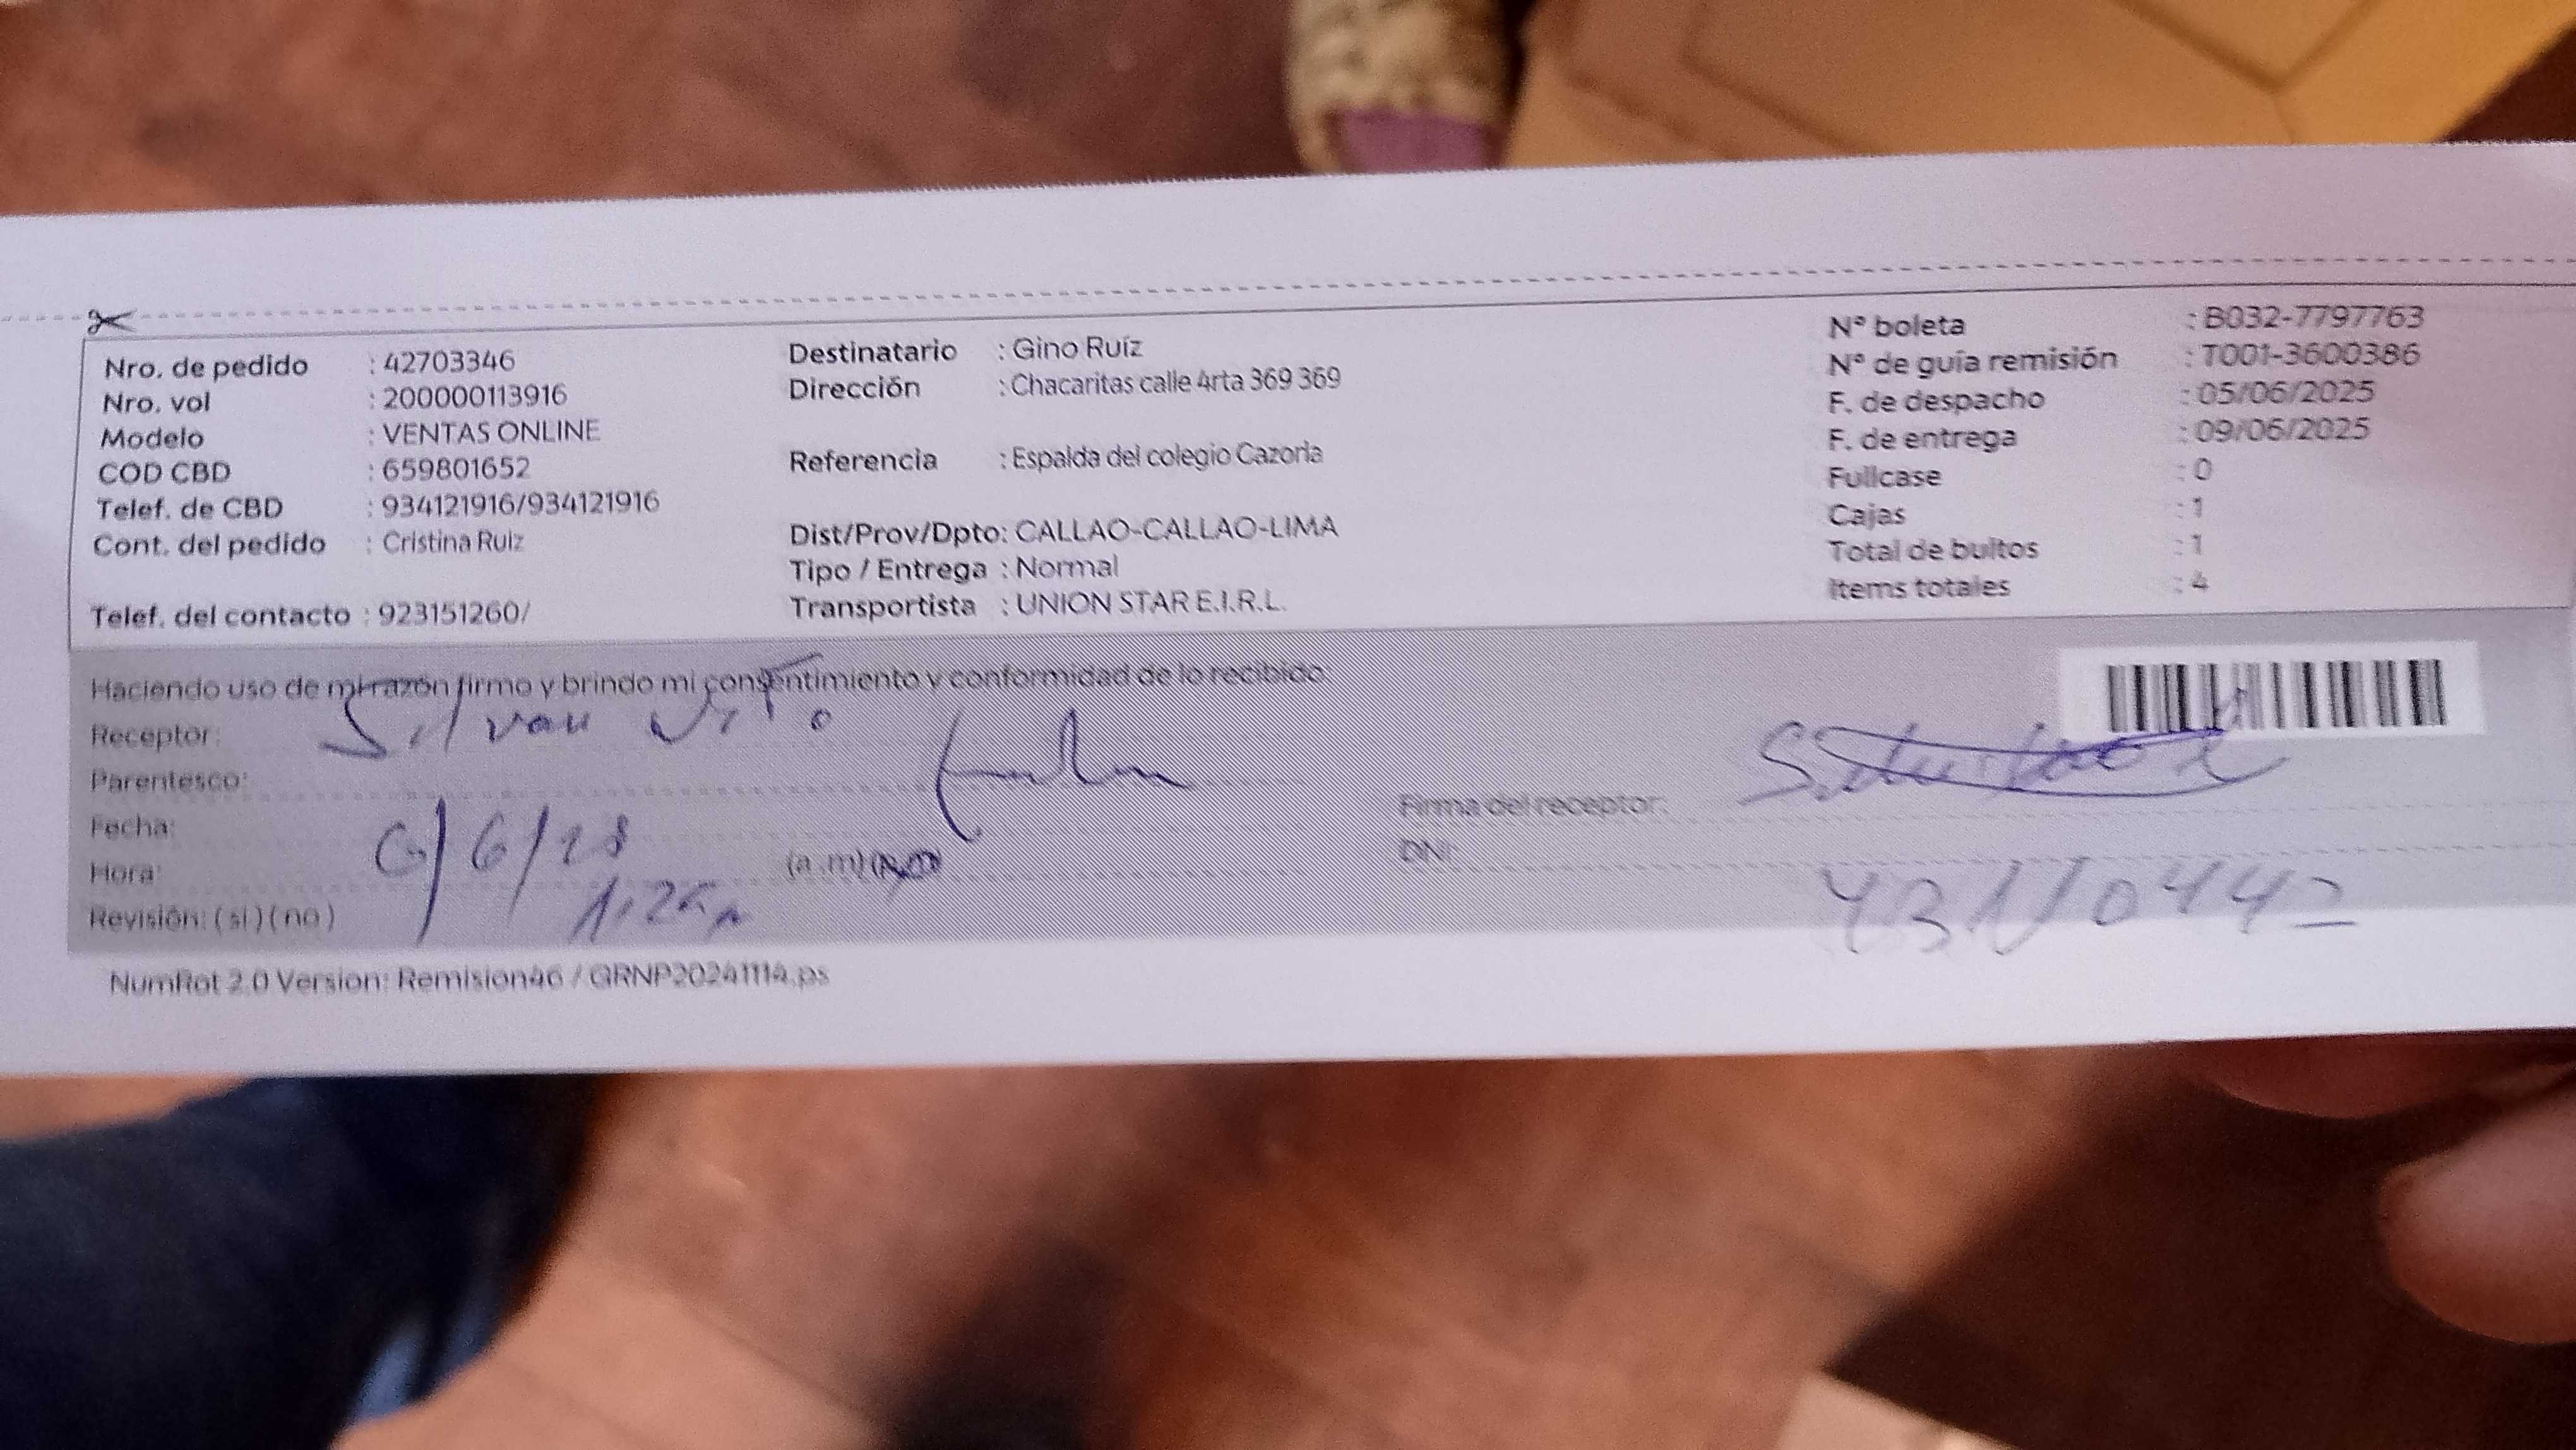 Nro. de pedido : 42703346
Nro. vol : 200000113916
Modelo : VENTAS ONLINE
COD CBD : 659801652
Telef. de CBD : 934121916/934121916
Cont. del pedido : Cristina Ruiz
Telef. del contacto : 923151260/
Destinatario : Gino Ruíz
Dirección : Chacaritas calle 4rta 369 369
Referencia : Espalda del colegio Cazorla
Dist/Prov/Dpto: CALLAO-CALLAO-LIMA
Tipo / Entrega : Normal
Transportista : UNION STAR E.I.R.L.
N° boleta : B032-7797763
N° de guía remisión : T001-3600386
F. de despacho : 05/06/2025
F. de entrega : 09/06/2025
Fullcase : 0
Cajas : 1
Total de bultos : 1
Items totales : 4
Haciendo uso de mi razón firmo y brindo mi consentimiento y conformidad de lo recibido:
Receptor: Silvan
Parentesco:
Fecha:
Hora: (a.m)(p.m)
Revisión: (si) (no)
Firma del receptor:
DNI:
NumRot 2.0 Version: Remision46 / GRNP20241114.ps